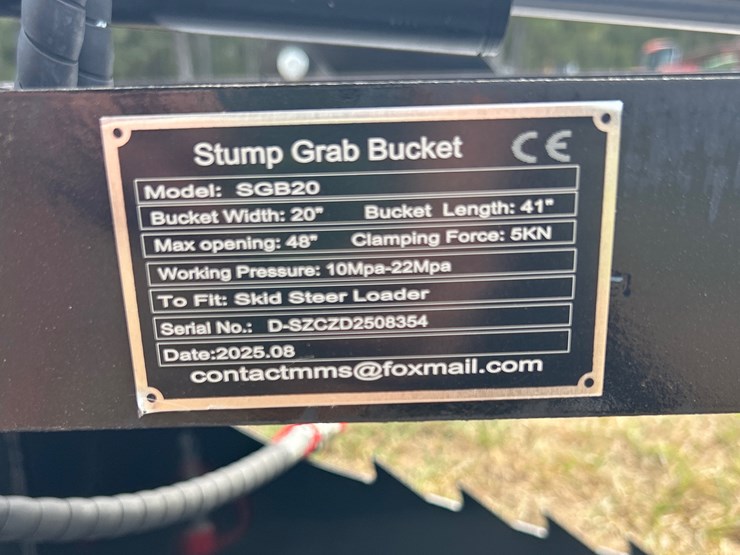 Stump Grab Bucket CE
Model: SGB20
Bucket Width: 20" Bucket Length: 41"
Max opening: 48" Clamping Force: 5KN
Working Pressure: 10Mpa-22Mpa
To Fit: Skid Steer Loader
Serial No.: D-SZCZD2508354
Date:2025.08
contactmms@foxmail.com